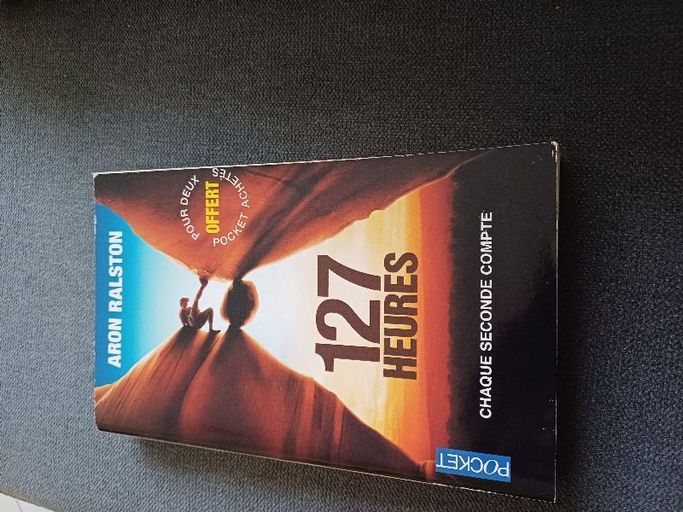 ARON RALSTON
POUR DEUX
OFFERT
POCKET ACHETÉS
127
HEURES
CHAQUE SECONDE COMPTE
POCKET